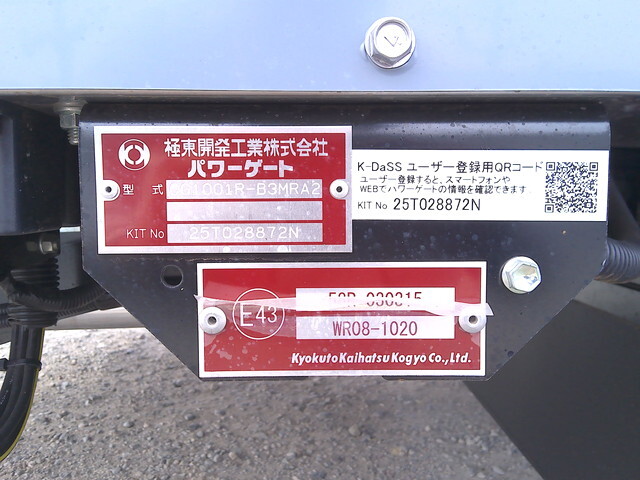 極東開発工業株式会社
パワーゲート
型 式
KIT No 25T028872N
K-DaSS ユーザー登録用QRコード
ユーザー登録すると、スマートフォンや
WEBでパワーゲートの情報を確認できます
KIT No 25T028872N
E43
WR08-1020
Kyokuto Kaihatsu Kogyo Co., Ltd.